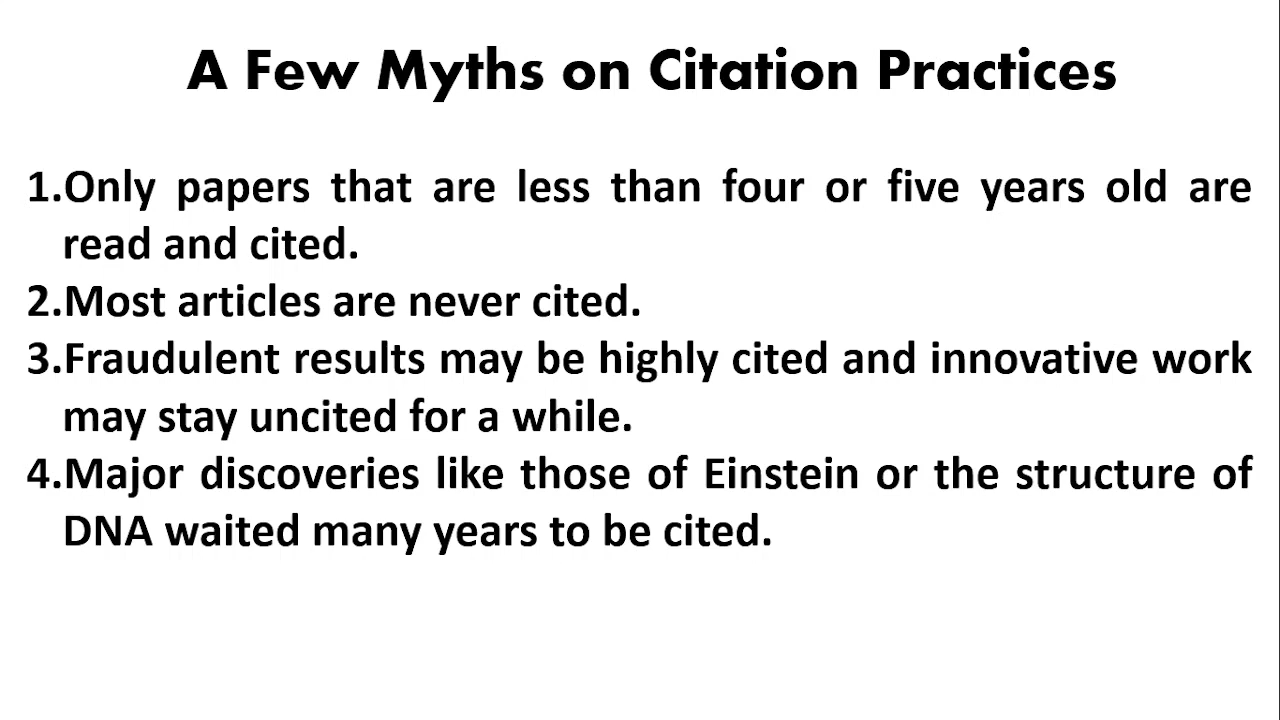 A Few Myths on Citation Practices
1.Only papers that are less than four or five years old are
read and cited.
2.Most articles are never cited.
3.Fraudulent results may be highly cited and innovative work
may stay uncited for a while.
4.Major discoveries like those of Einstein or the structure of
DNA waited many years to be cited.